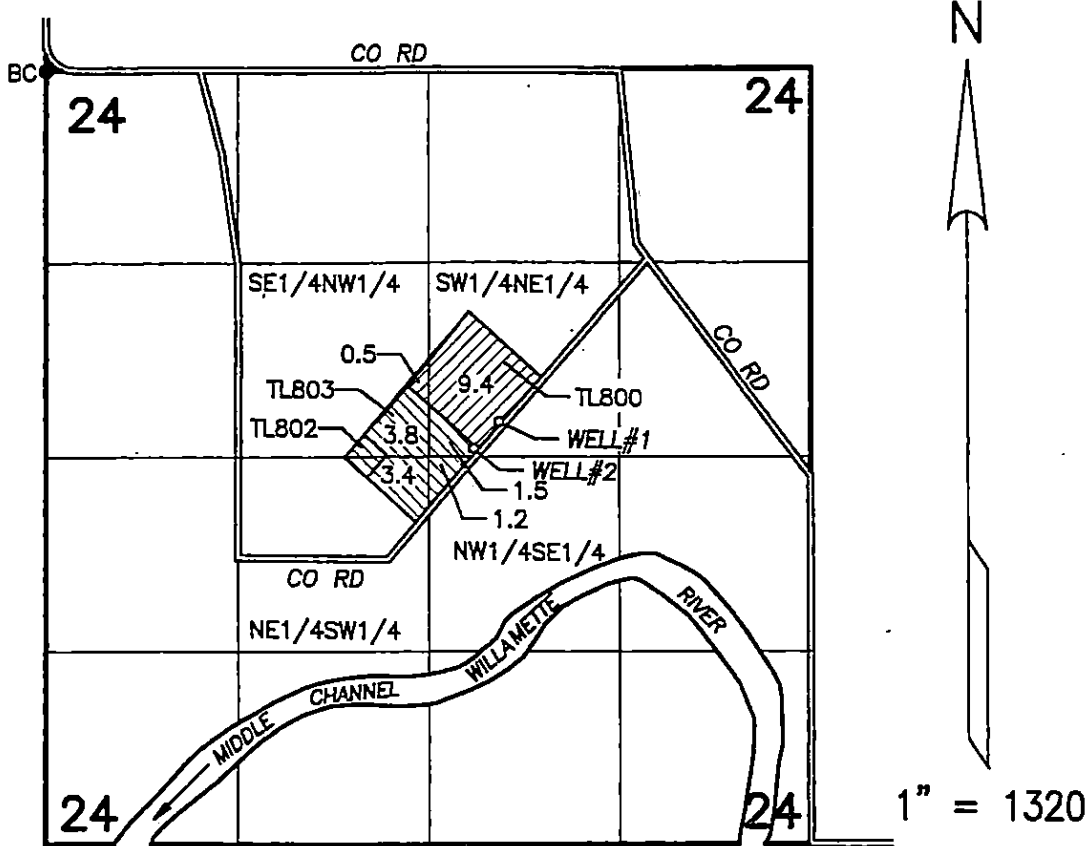 N
CO RD
BC
24
24
SE1/4NW1/4
SW1/4NE1/4
CO RD
0.5
9.4
TL803
TL800
TL802
3.8
WELL#1
3.4
WELL#2
1.5
1.2
NW1/4SE1/4
CO RD
NE1/4SW1/4
MIDDLE CHANNEL WILLAMETTE RIVER
24
24
1" = 1320